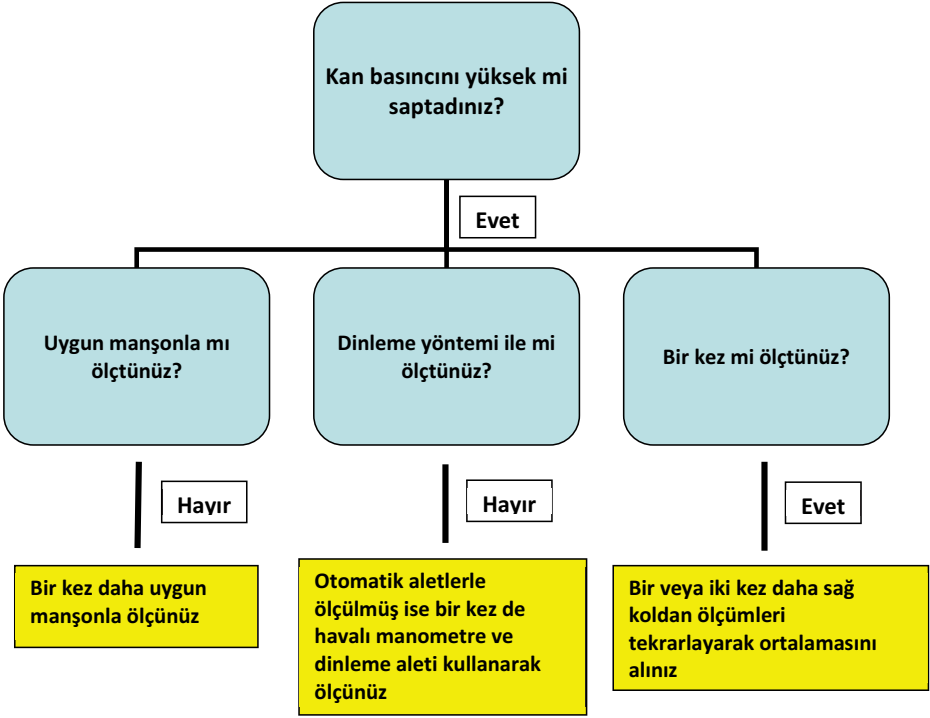 Kan basıncını yüksek mi
saptadınız?
Evet
Uygun manşonla mı
ölçtünüz?
Dinleme yöntemi ile mi
ölçtünüz?
Bir kez mi ölçtünüz?
Hayır
Hayır
Evet
Bir kez daha uygun
manşonla ölçünüz
Otomatik aletlerle
ölçülmüş ise bir kez de
havalı manometre ve
dinleme aleti kullanarak
ölçünüz
Bir veya iki kez daha sağ
koldan ölçümleri
tekrarlayarak ortalamasını
alınız